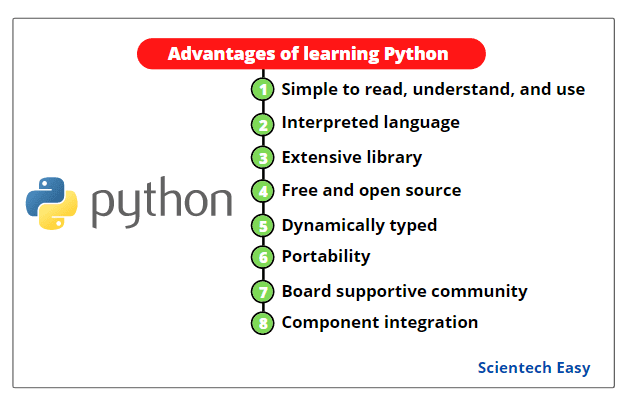 Advantages of learning Python
1 Simple to read, understand, and use
2 Interpreted language
3 Extensive library
python
4 Free and open source
5 Dynamically typed
6 Portability
7 Board supportive community
8 Component integration
Scientech Easy